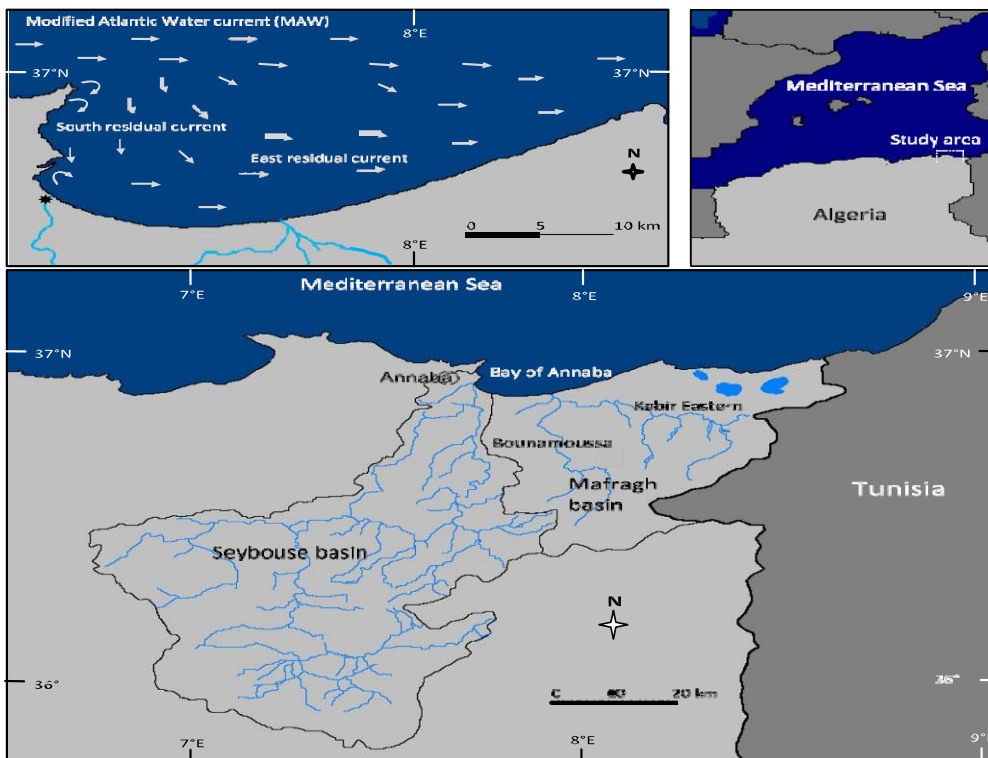 Modified Atlantic Water current (MAW)
8°E
37°N
37°N
South residual current
East residual current
N
0 5 10 km
8°E
Mediterranean Sea
Study area
Algeria
7°E
Mediterranean Sea
8°E
9°E
37°N
37°N
Annaba
Bay of Annaba
Kebir Eastern
Bounamoussa
Mafragh
basin
Tunisia
Seybouse basin
N
36°
36°
20 km
7°E
8°E
9°